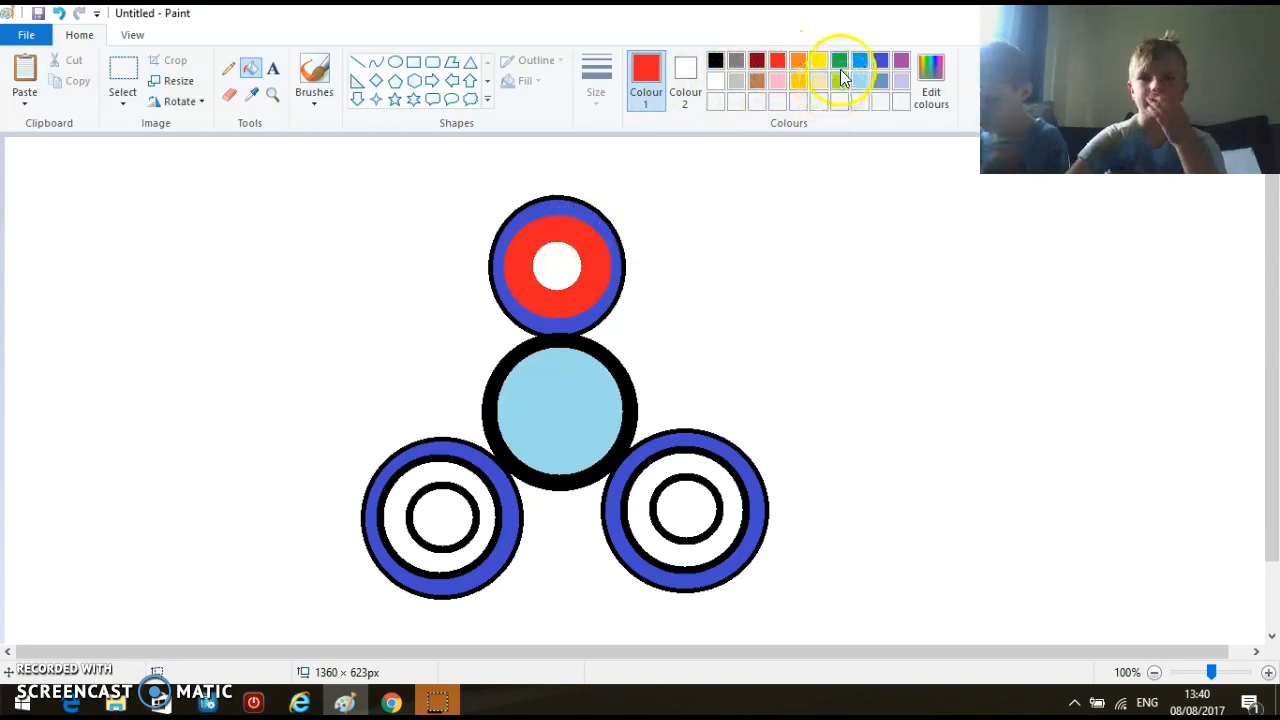 Untitled - Paint
File Home View
Cut
Copy
Paste
Clipboard
Select
Crop
Resize
Rotate
Image
A
Tools
Brushes
Outline
Fill
Shapes
Size
Colour 1
Colour 2
Edit colours
Colours
RECORDED WITH
SCREENCAST MATIC
1360 × 623px
100%
ENG
13:40
08/08/2017